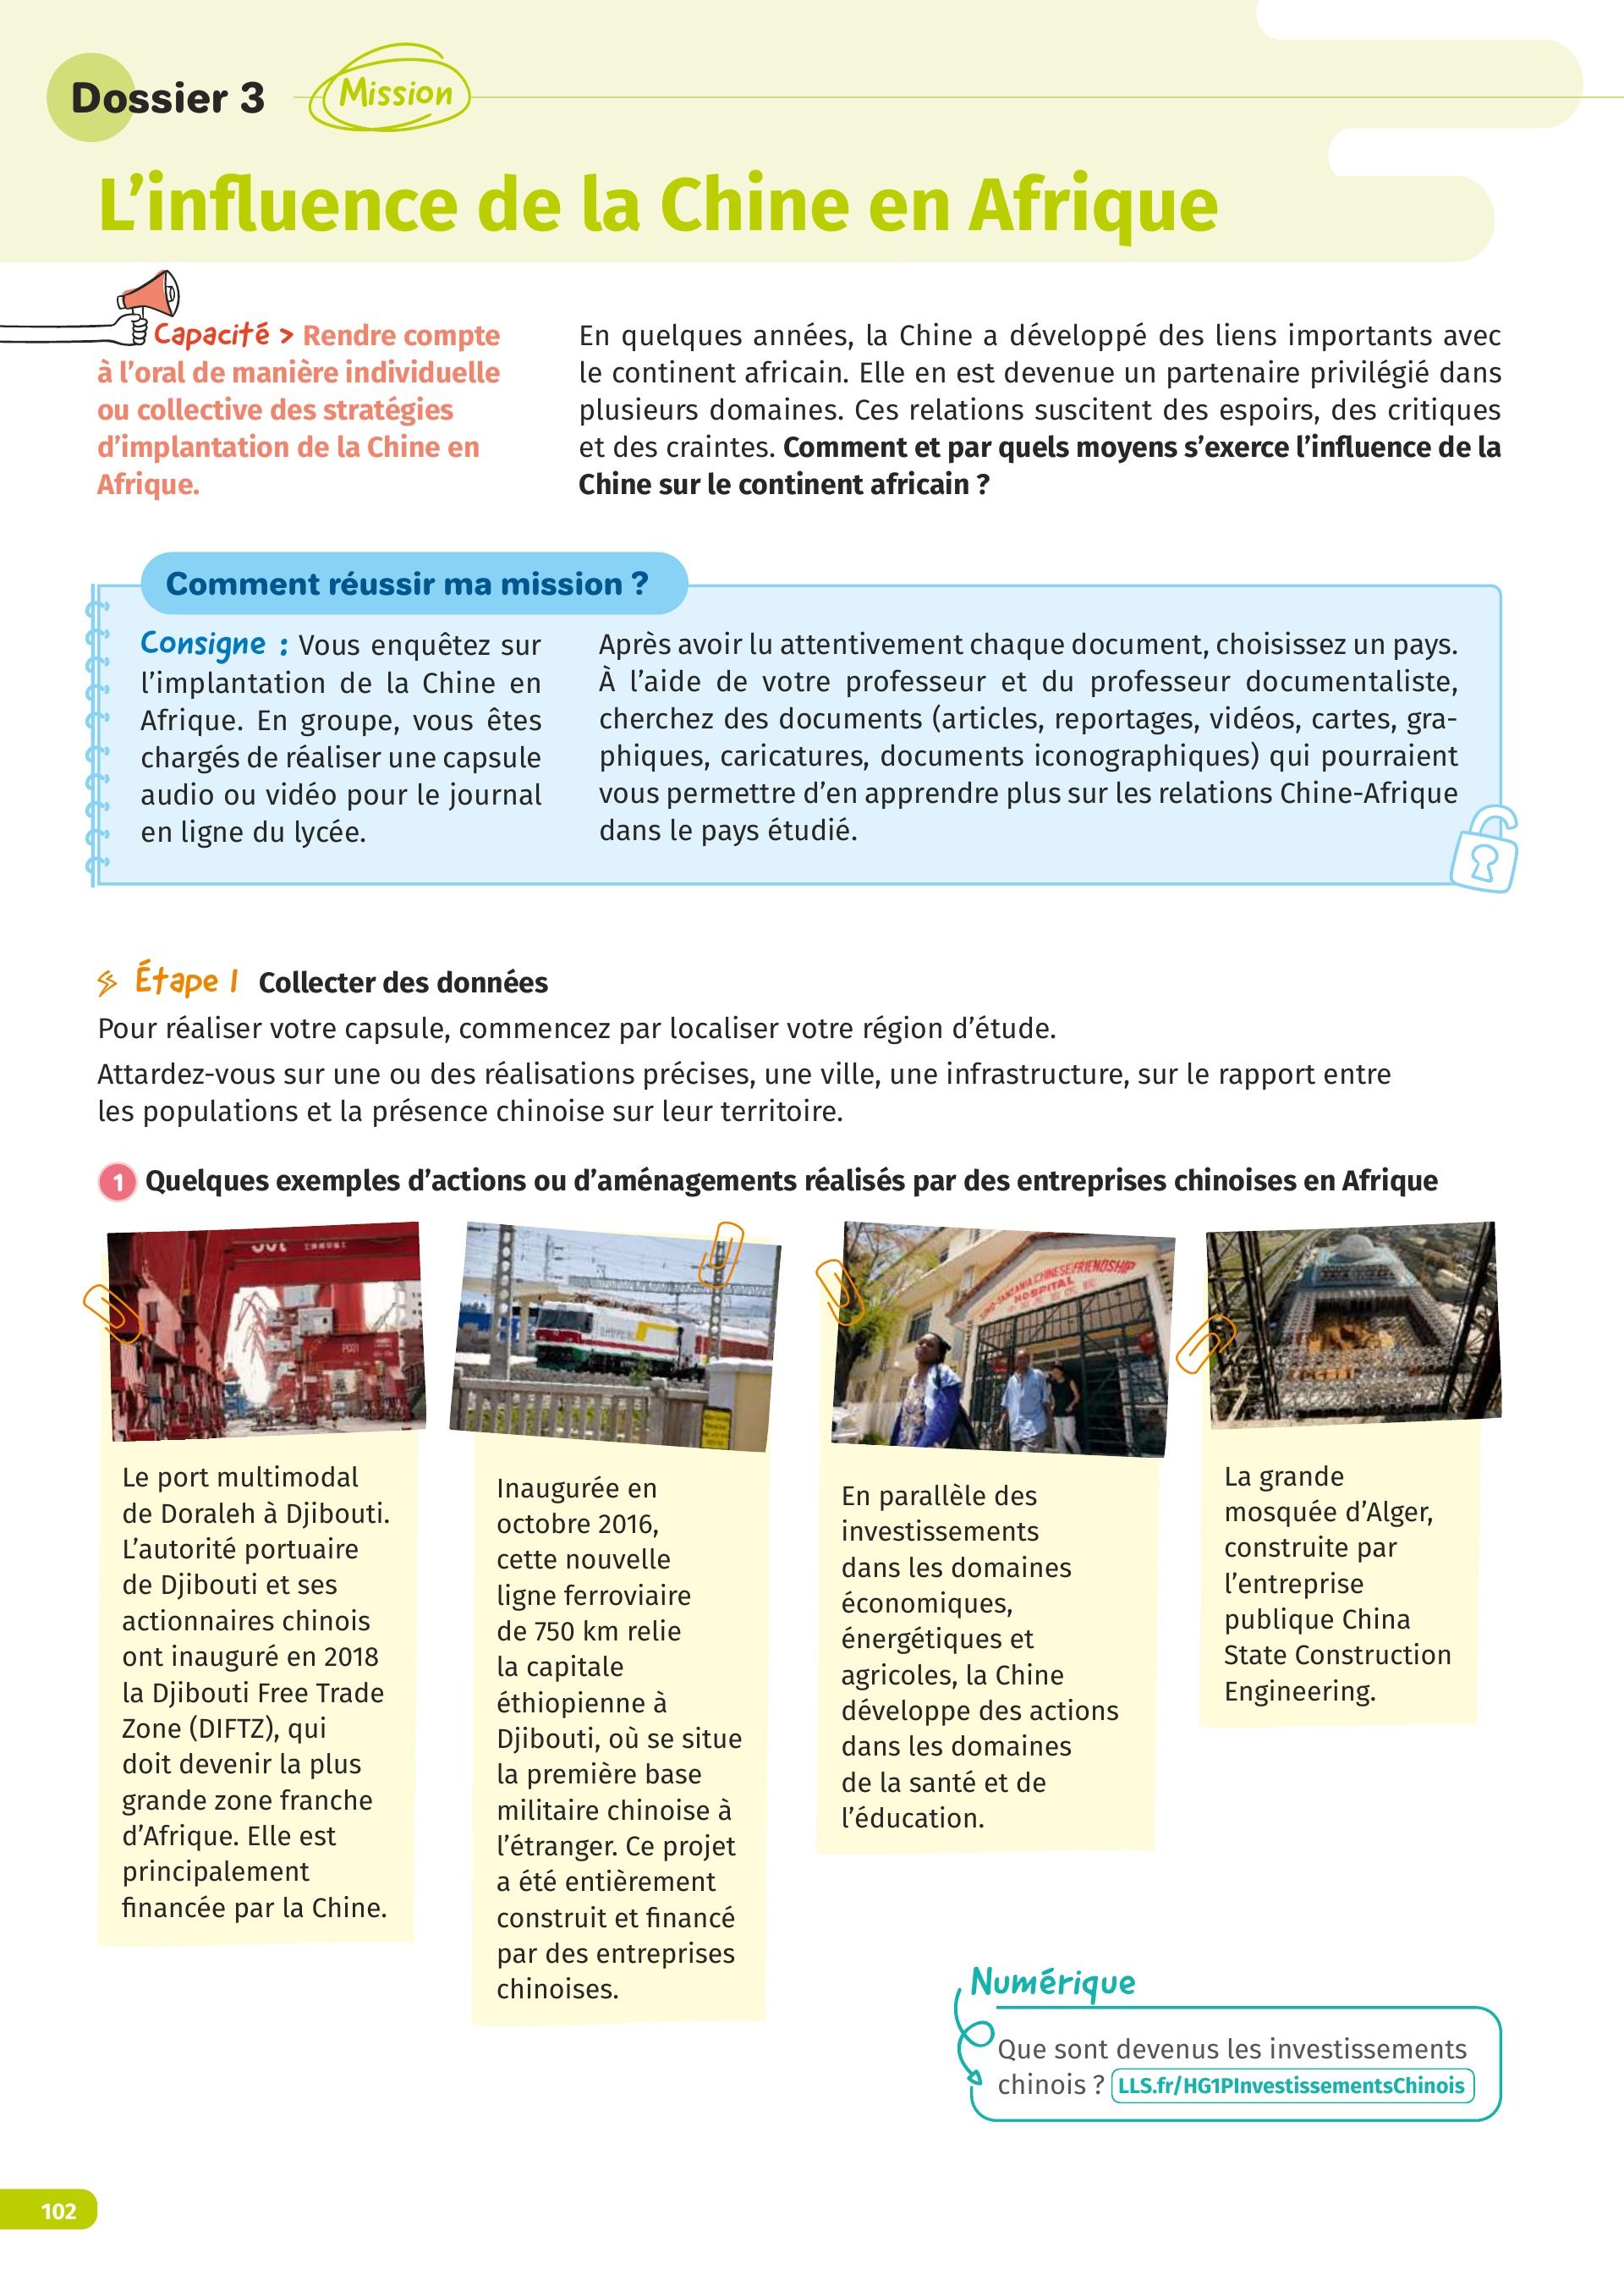 Dossier 3
Mission
L'influence de la Chine en Afrique
Capacité > Rendre compte
à l'oral de manière individuelle
ou collective des stratégies
d'implantation de la Chine en
Afrique.
En quelques années, la Chine a développé des liens importants avec
le continent africain. Elle en est devenue un partenaire privilégié dans
plusieurs domaines. Ces relations suscitent des espoirs, des critiques
et des craintes. Comment et par quels moyens s'exerce l'influence de la
Chine sur le continent africain ?
Comment réussir ma mission ?
Consigne : Vous enquêtez sur
l'implantation de la Chine en
Afrique. En groupe, vous êtes
chargés de réaliser une capsule
audio ou vidéo pour le journal
en ligne du lycée.
Après avoir lu attentivement chaque document, choisissez un pays.
À l'aide de votre professeur et du professeur documentaliste,
cherchez des documents (articles, reportages, vidéos, cartes, gra-
phiques, caricatures, documents iconographiques) qui pourraient
vous permettre d'en apprendre plus sur les relations Chine-Afrique
dans le pays étudié.
Étape 1 Collecter des données
Pour réaliser votre capsule, commencez par localiser votre région d'étude.
Attardez-vous sur une ou des réalisations précises, une ville, une infrastructure, sur le rapport entre
les populations et la présence chinoise sur leur territoire.
1 Quelques exemples d'actions ou d'aménagements réalisés par des entreprises chinoises en Afrique
Le port multimodal
de Doraleh à Djibouti.
L'autorité portuaire
de Djibouti et ses
actionnaires chinois
ont inauguré en 2018
la Djibouti Free Trade
Zone (DIFTZ), qui
doit devenir la plus
grande zone franche
d'Afrique. Elle est
principalement
financée par la Chine.
Inaugurée en
octobre 2016,
cette nouvelle
ligne ferroviaire
de 750 km relie
la capitale
éthiopienne à
Djibouti, où se situe
la première base
militaire chinoise à
l'étranger. Ce projet
a été entièrement
construit et financé
par des entreprises
chinoises.
CHINESE FRIENDSHIP
HOSPITAL
En parallèle des
investissements
dans les domaines
économiques,
énergétiques et
agricoles, la Chine
développe des actions
dans les domaines
de la santé et de
l'éducation.
La grande
mosquée d'Alger,
construite par
l'entreprise
publique China
State Construction
Engineering.
Numérique
Que sont devenus les investissements
chinois ? LLS.fr/HG1PInvestissementsChinois
102